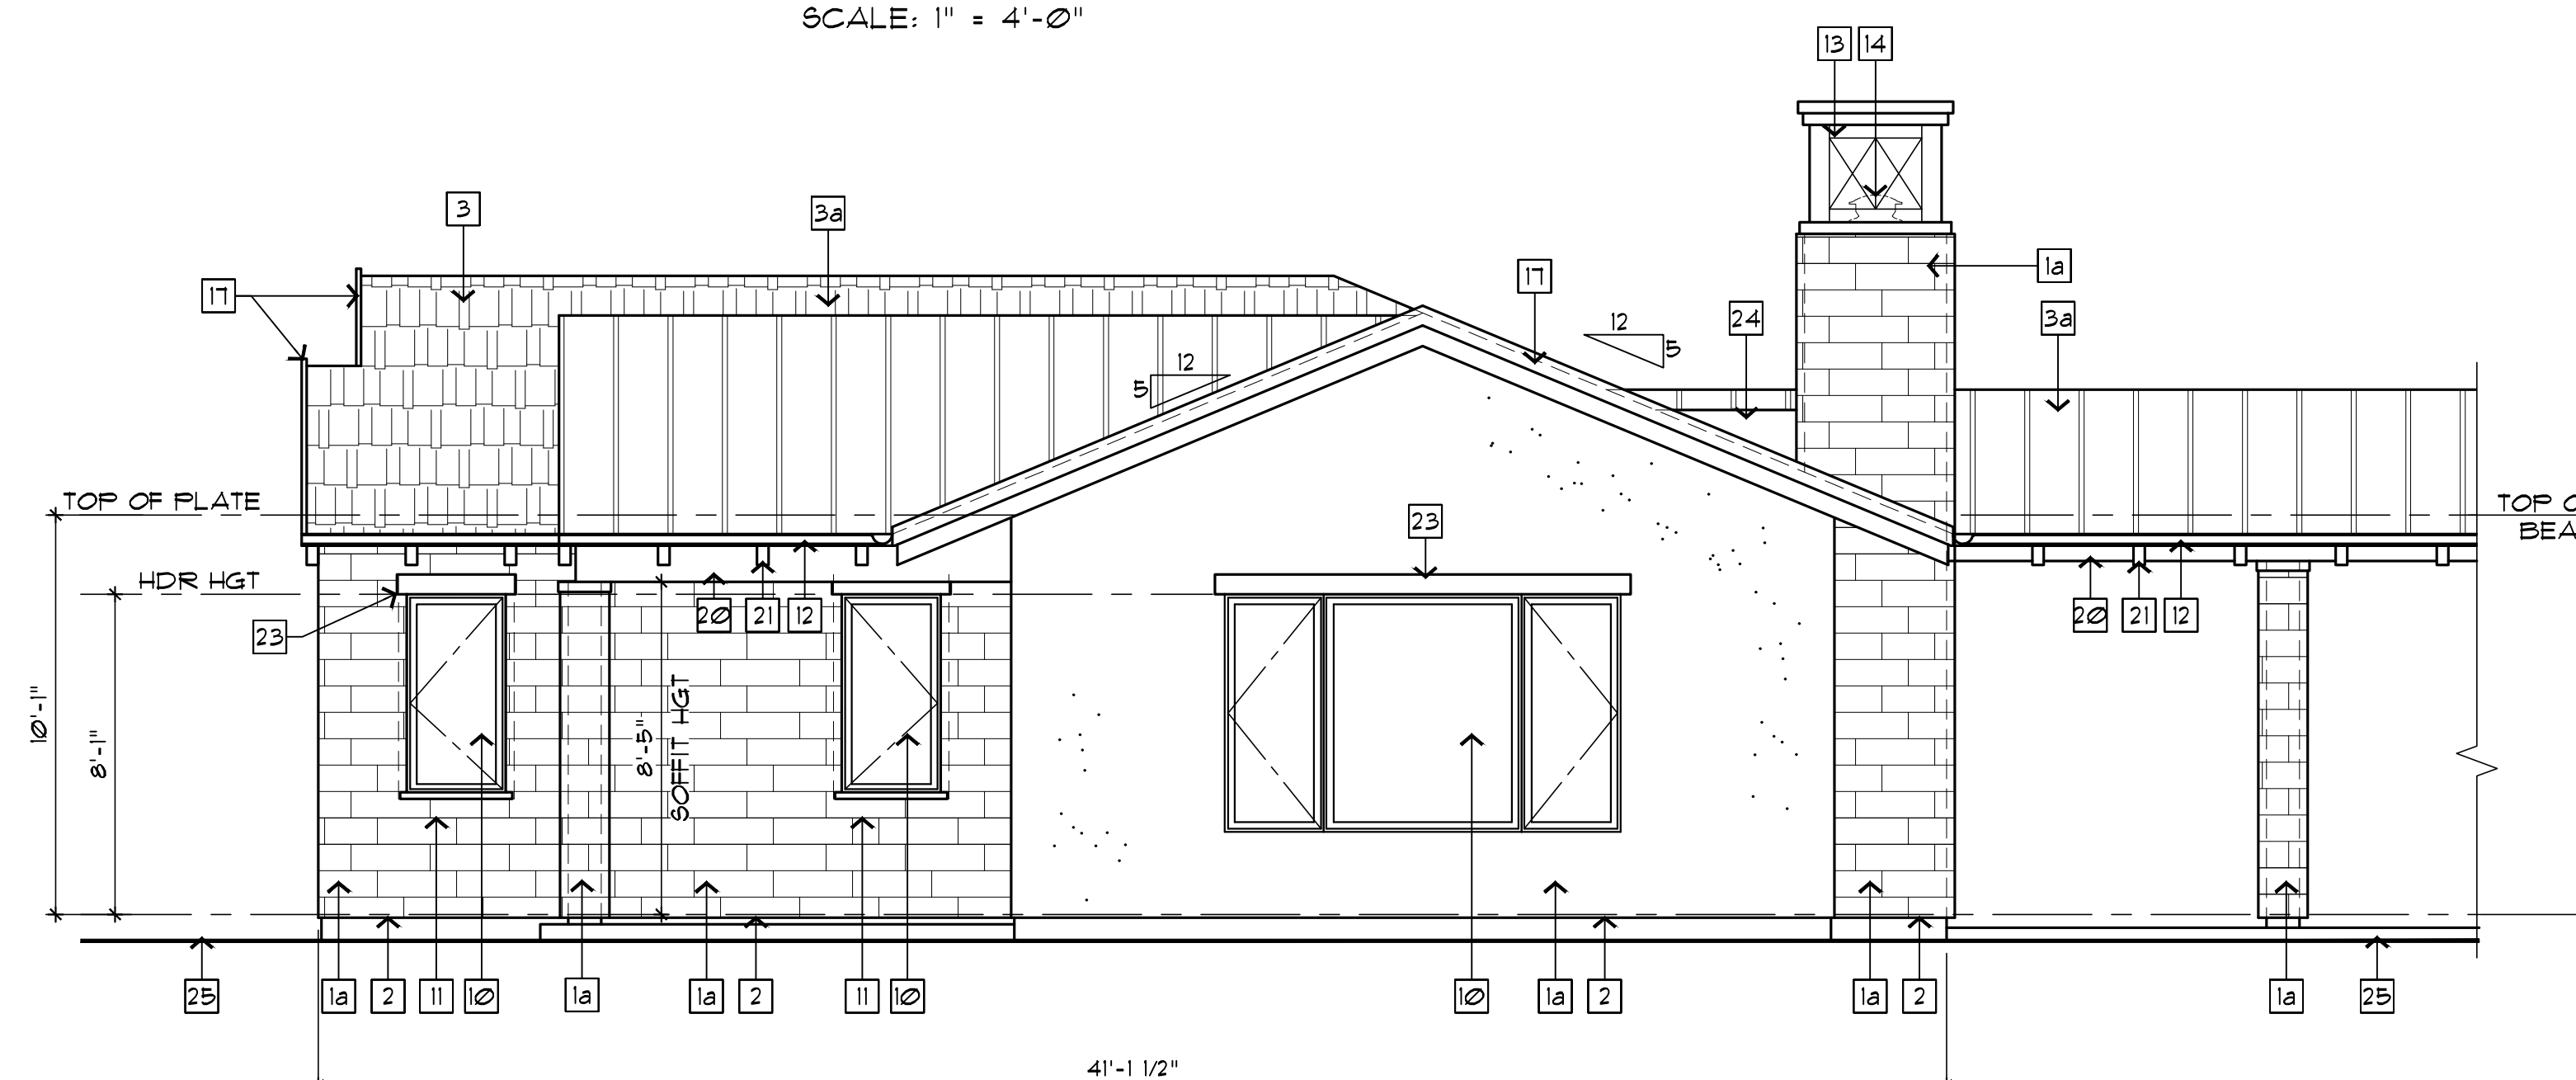 SCALE: 1" = 4'-0"
13 14
3
3a
1a
17
17
12
5
24
3a
12
5
TOP OF PLATE
TOP O
BEA
23
HDR HGT
20 21 12
20 21 12
23
10'-1"
8'-1"
8'-5"
SOFFIT HGT
25 1a 2 11 10 1a 1a 2 11 10 10 1a 2 1a 2 1a 25
41'-1 1/2"